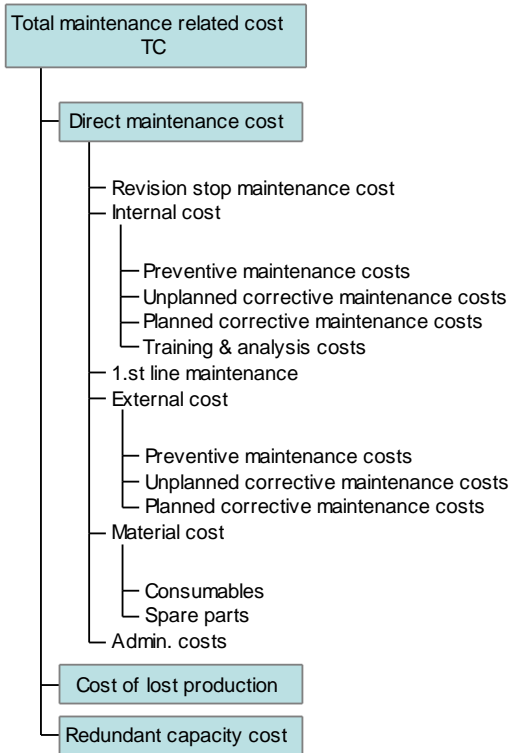 Total maintenance related cost
TC
Direct maintenance cost
Revision stop maintenance cost
Internal cost
Preventive maintenance costs
Unplanned corrective maintenance costs
Planned corrective maintenance costs
Training & analysis costs
1.st line maintenance
External cost
Preventive maintenance costs
Unplanned corrective maintenance costs
Planned corrective maintenance costs
Material cost
Consumables
Spare parts
Admin. costs
Cost of lost production
Redundant capacity cost